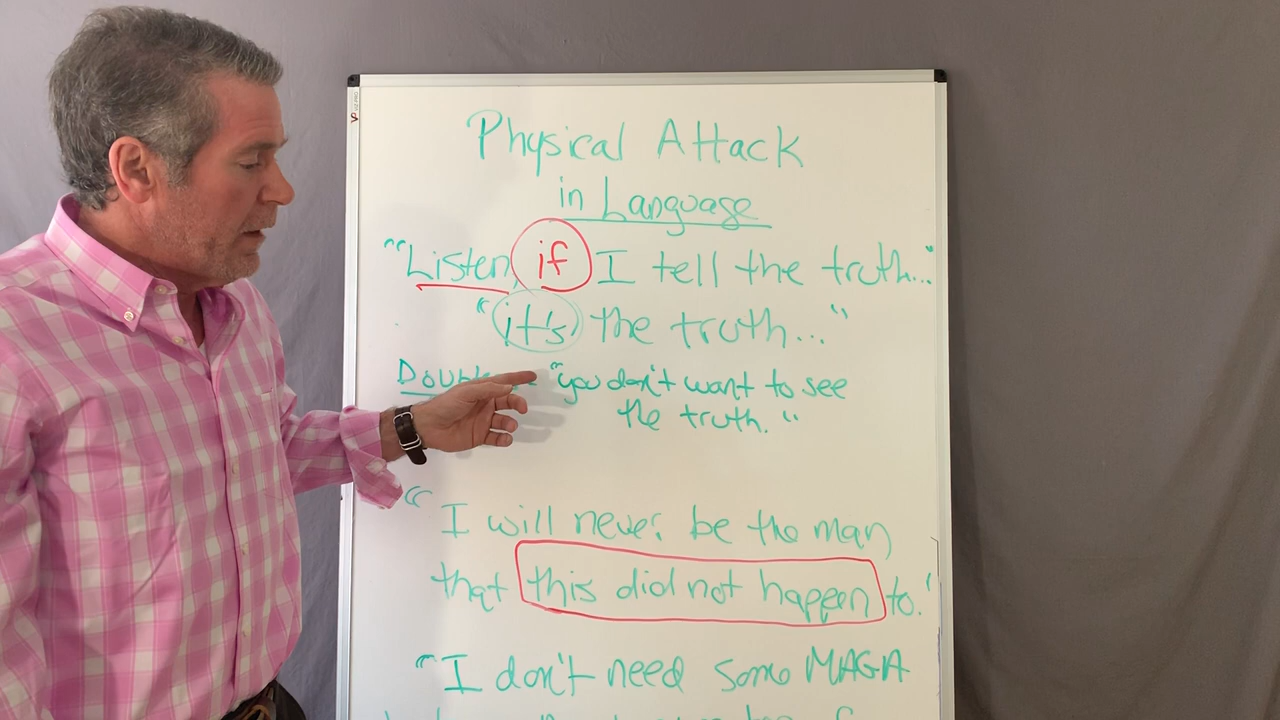 Physical Attack
in Language
"Listen, if I tell the truth..."
"it's the truth..."
"you don't want to see
the truth."
"I will never be the man
that this did not happen to."
"I don't need some MAGA